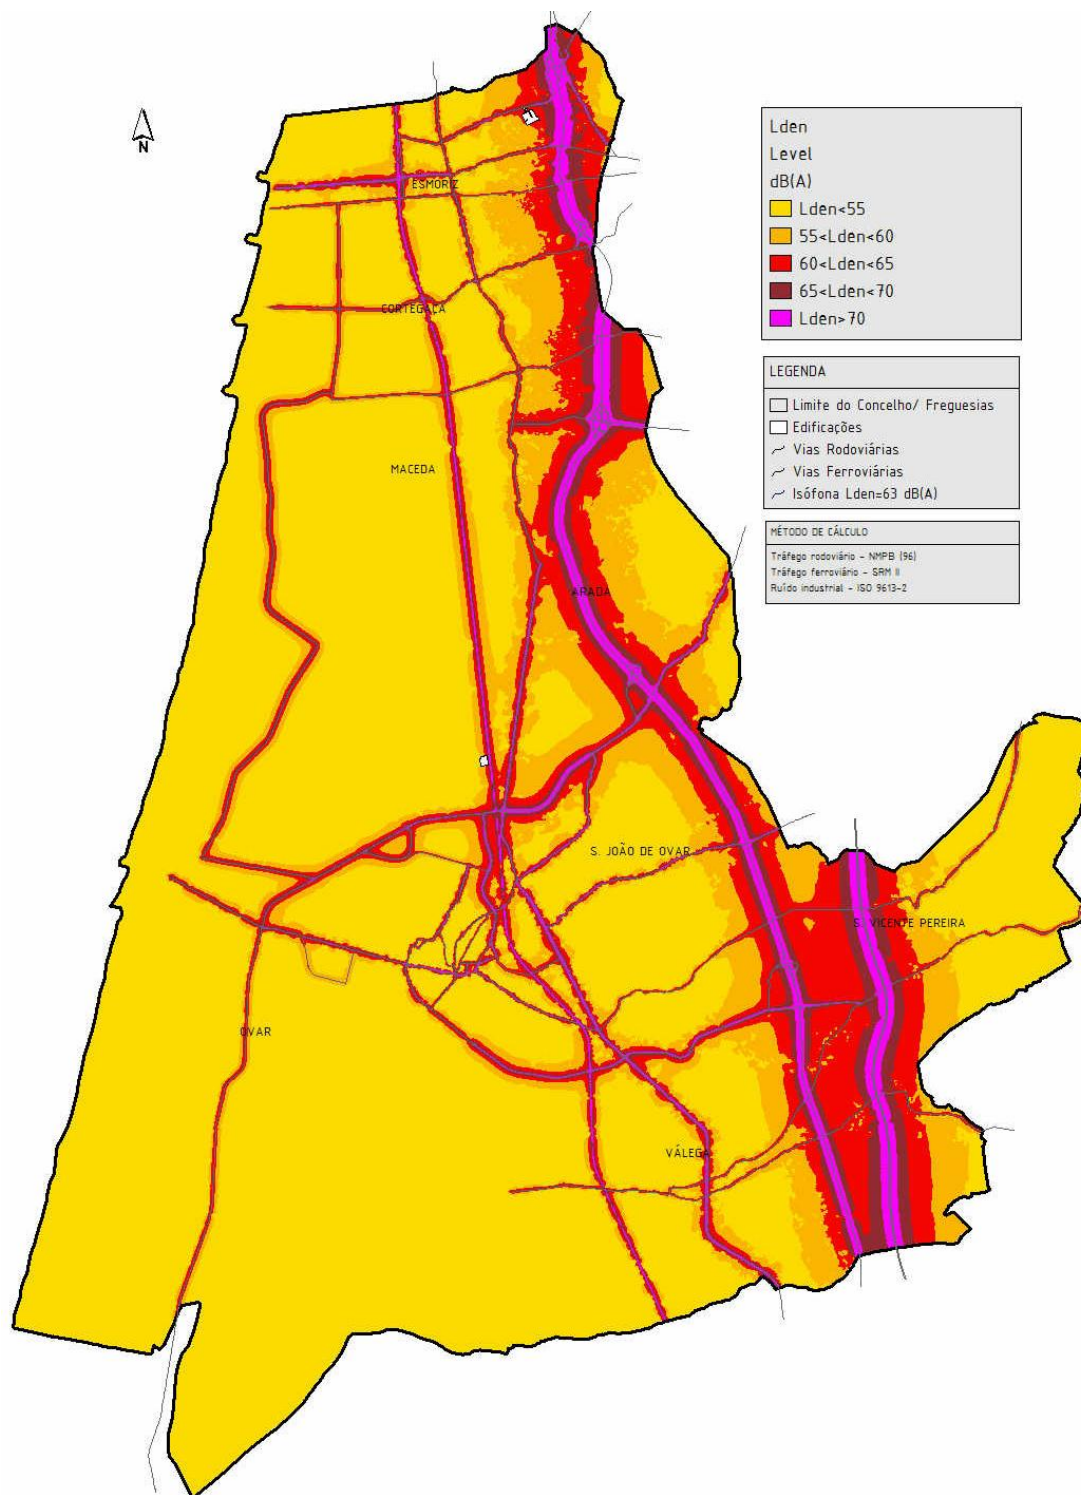 N
Lden
Level
dB(A)
Lden<55
55<Lden<60
60<Lden<65
65<Lden<70
Lden>70
LEGENDA
Limite do Concelho/ Freguesias
Edificações
Vias Rodoviárias
Vias Ferroviárias
Isófona Lden=63 dB(A)
MÉTODO DE CÁLCULO
Tráfego rodoviário - NMPB (96)
Tráfego ferroviário - SRM II
Ruído industrial - ISO 9613-2
ESMORIZ
CORTEGAÇA
MACEDA
ARADA
S. JOÃO DE OVAR
S. VICENTE PEREIRA
OVAR
VÁLEGA